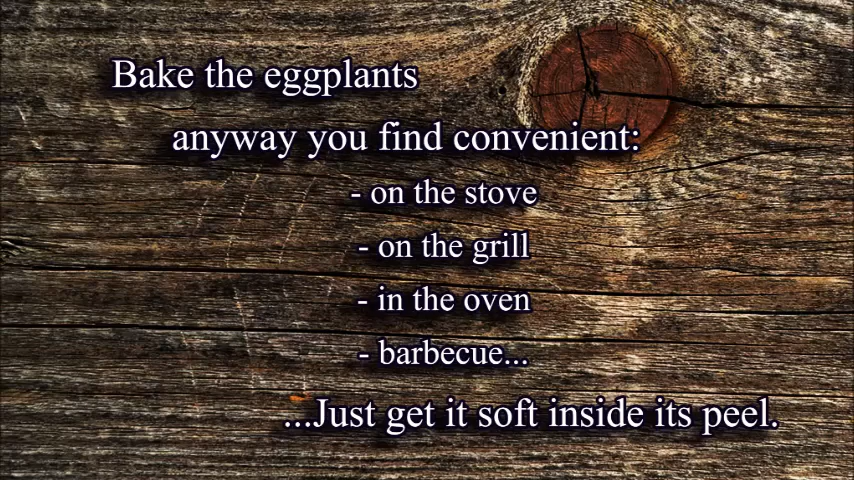 Bake the eggplants
anyway you find convenient:
- on the stove
- on the grill
- in the oven
- barbecue...
...Just get it soft inside its peel.